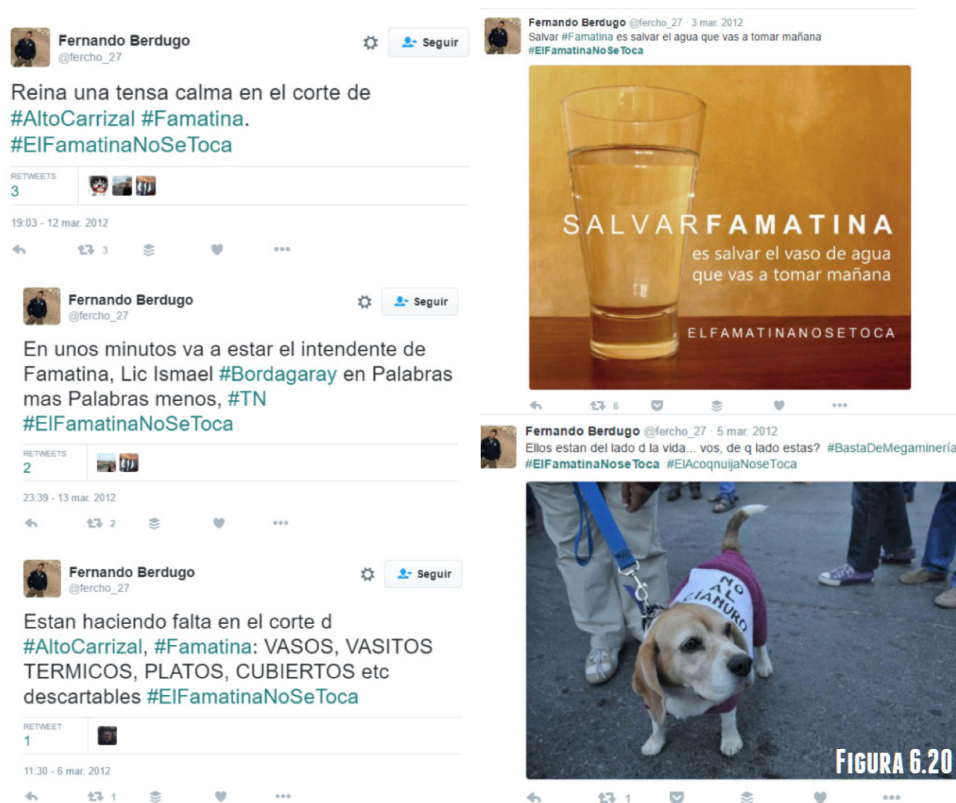 Fernando Berdugo
@fercho_27
Seguir
Reina una tensa calma en el corte de
#AltoCarrizal #Famatina.
#ElFamatinaNoSeToca
RETWEETS
3
19:03 - 12 mar. 2012
3
Fernando Berdugo
@fercho_27
Seguir
En unos minutos va a estar el intendente de
Famatina, Lic Ismael #Bordagaray en Palabras
mas Palabras menos, #TN
#ElFamatinaNoSeToca
RETWEETS
2
23:39 - 13 mar. 2012
2
Fernando Berdugo
@fercho_27
Seguir
Estan haciendo falta en el corte d
#AltoCarrizal, #Famatina: VASOS, VASITOS
TERMICOS, PLATOS, CUBIERTOS etc
descartables #ElFamatinaNoSeToca
RETWEET
1
11:30 - 6 mar. 2012
1
Fernando Berdugo @fercho_27 · 3 mar. 2012
Salvar #Famatina es salvar el agua que vas a tomar mañana
#ElFamatinaNoSeToca
SALVARFAMATINA
es salvar el vaso de agua
que vas a tomar mañana
ELFAMATINANOSETOCA
6
Fernando Berdugo @fercho_27 · 5 mar. 2012
Ellos estan del lado d la vida... vos, de q lado estas? #BastaDeMegaminería
#ElFamatinaNoseToca #ElAcoqnuijaNoseToca
NO
AL
CIANURO
FIGURA 6.20
1